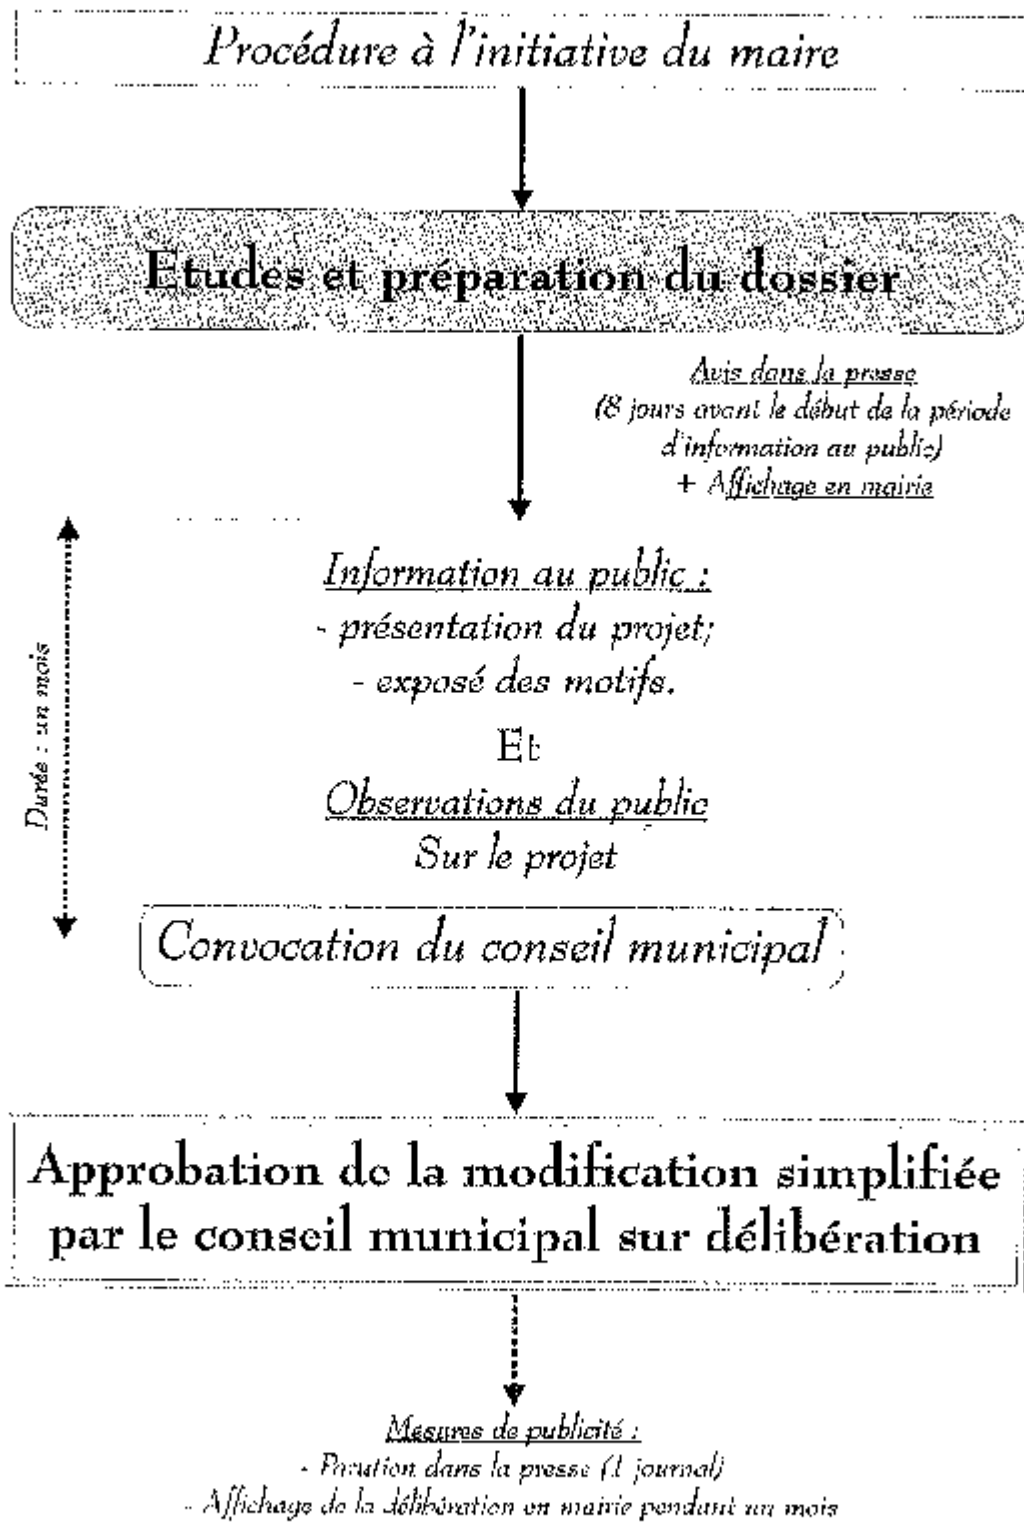 Procédure à l'initiative du maire
Etudes et préparation du dossier
Avis dans la presse
(8 jours avant le début de la période
d'information au public)
+ Affichage en mairie
Durée : un mois
Information au public :
- présentation du projet;
- exposé des motifs.
Et
Observations du public
Sur le projet
Convocation du conseil municipal
Approbation de la modification simplifiée
par le conseil municipal sur délibération
Mesures de publicité :
- Parution dans la presse (1 journal)
- Affichage de la délibération en mairie pendant un mois